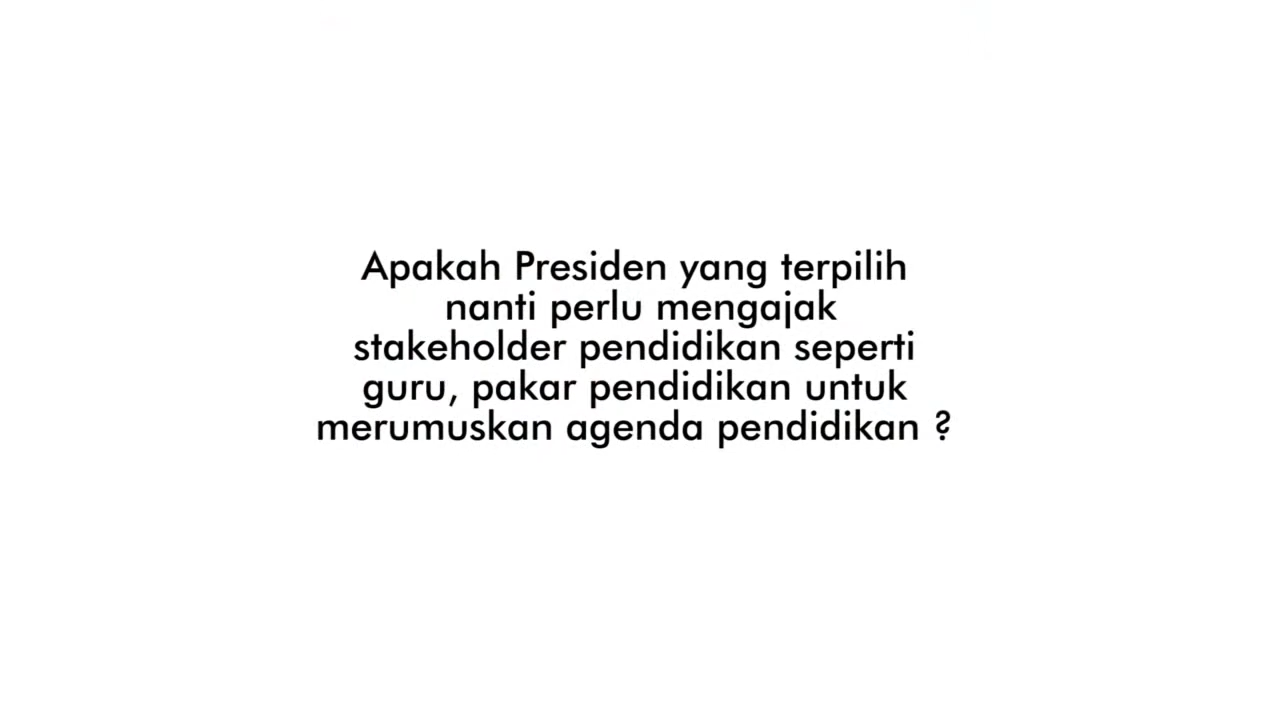 Apakah Presiden yang terpilih
nanti perlu mengajak
stakeholder pendidikan seperti
guru, pakar pendidikan untuk
merumuskan agenda pendidikan ?